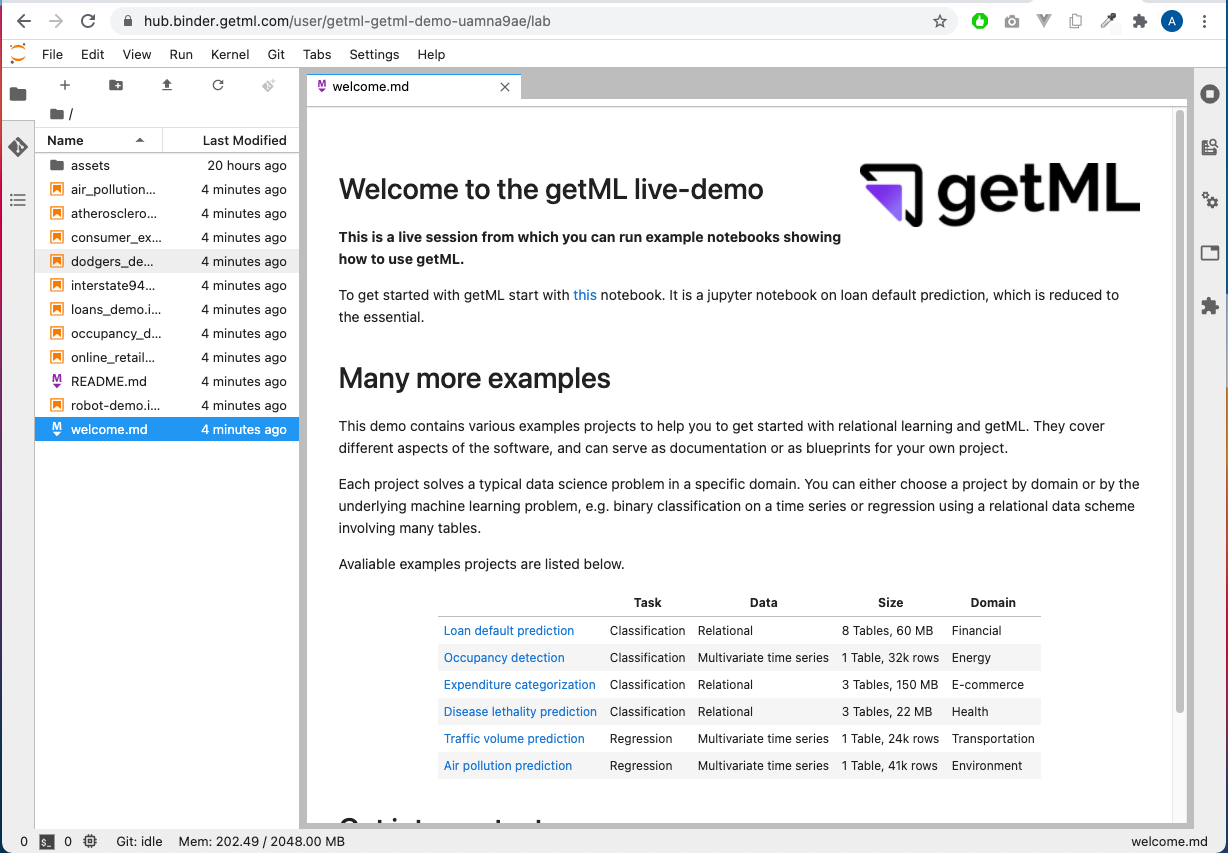 hub.binder.getml.com/user/getml-getml-demo-uamna9ae/lab
A
File Edit View Run Kernel Git Tabs Settings Help
welcome.md
/
Name Last Modified
assets 20 hours ago
air_pollution... 4 minutes ago
atherosclero... 4 minutes ago
consumer_ex... 4 minutes ago
dodgers_de... 4 minutes ago
interstate94... 4 minutes ago
loans_demo.i... 4 minutes ago
occupancy_d... 4 minutes ago
online_retail... 4 minutes ago
README.md 4 minutes ago
robot-demo.i... 4 minutes ago
welcome.md 4 minutes ago
getML
Welcome to the getML live-demo
This is a live session from which you can run example notebooks showing
how to use getML.
To get started with getML start with this notebook. It is a jupyter notebook on loan default prediction, which is reduced to
the essential.
Many more examples
This demo contains various examples projects to help you to get started with relational learning and getML. They cover
different aspects of the software, and can serve as documentation or as blueprints for your own project.
Each project solves a typical data science problem in a specific domain. You can either choose a project by domain or by the
underlying machine learning problem, e.g. binary classification on a time series or regression using a relational data scheme
involving many tables.
Avaliable examples projects are listed below.
Task Data Size Domain
Loan default prediction Classification Relational 8 Tables, 60 MB Financial
Occupancy detection Classification Multivariate time series 1 Table, 32k rows Energy
Expenditure categorization Classification Relational 3 Tables, 150 MB E-commerce
Disease lethality prediction Classification Relational 3 Tables, 22 MB Health
Traffic volume prediction Regression Multivariate time series 1 Table, 24k rows Transportation
Air pollution prediction Regression Multivariate time series 1 Table, 41k rows Environment
0 0 Git: idle Mem: 202.49 / 2048.00 MB welcome.md